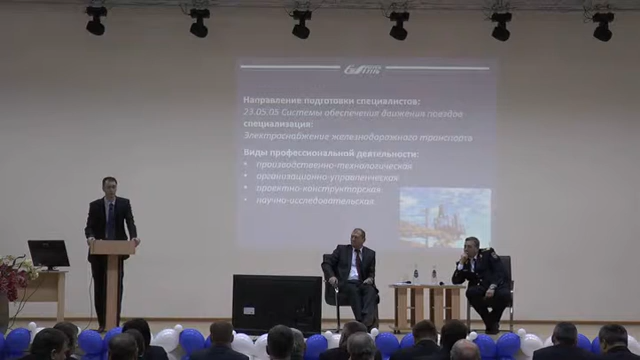 Направление подготовки специалистов:
23.05.05 Системы обеспечения движения поездов
специализация:
Электроснабжение железнодорожного транспорта
Виды профессиональной деятельности:
• производственно-технологическая
• организационно-управленческая
• проектно-конструкторская
• научно-исследовательская